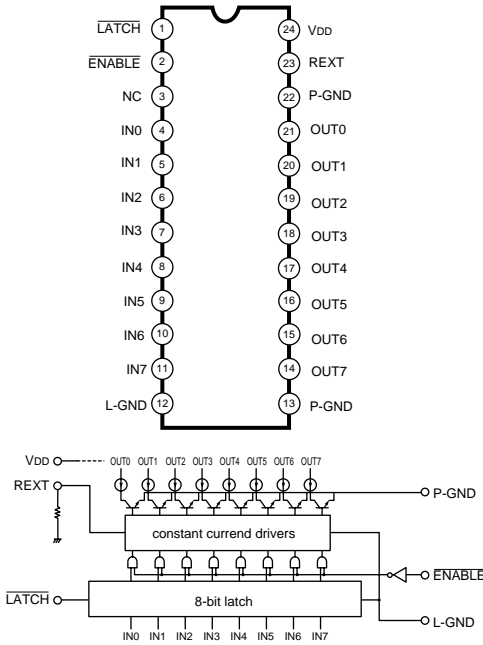 LATCH 1 24 VDD
ENABLE 2 23 REXT
NC 3 22 P-GND
IN0 4 21 OUT0
IN1 5 20 OUT1
IN2 6 19 OUT2
IN3 7 18 OUT3
IN4 8 17 OUT4
IN5 9 16 OUT5
IN6 10 15 OUT6
IN7 11 14 OUT7
L-GND 12 13 P-GND
VDD OUT0 OUT1 OUT2 OUT3 OUT4 OUT5 OUT6 OUT7
REXT P-GND
constant currend drivers
ENABLE
LATCH 8-bit latch
L-GND
IN0 IN1 IN2 IN3 IN4 IN5 IN6 IN7